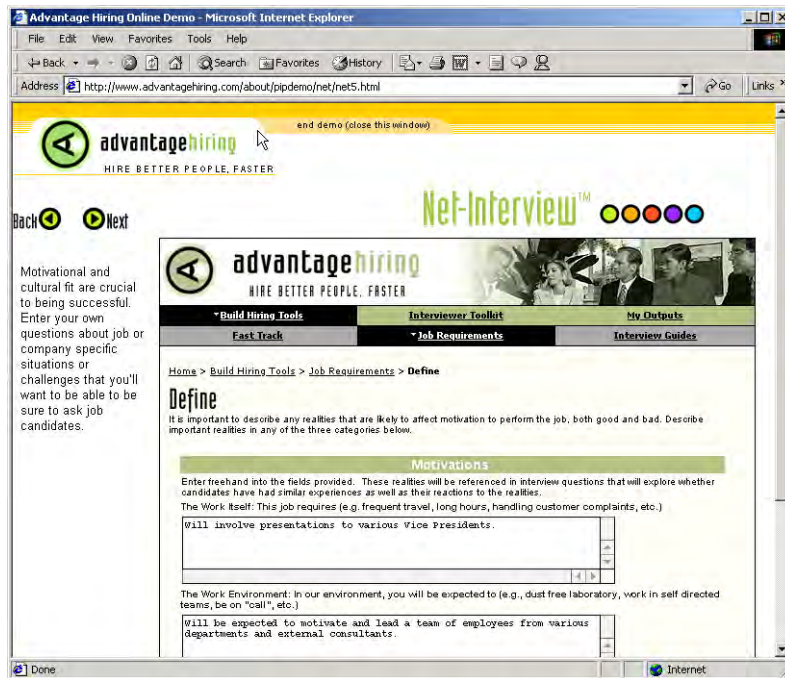 Advantage Hiring Online Demo - Microsoft Internet Explorer
File Edit View Favorites Tools Help
Back Search Favorites History
Address http://www.advantagehiring.com/about/pipdemo/net/net5.html Go Links
end demo (close this window)
advantagehiring
HIRE BETTER PEOPLE, FASTER
Net-Interview™
Back Next
Motivational and
cultural fit are crucial
to being successful.
Enter your own
questions about job or
company specific
situations or
challenges that you'll
want to be able to be
sure to ask job
candidates.
advantagehiring
HIRE BETTER PEOPLE, FASTER
Build Hiring Tools Interviewer Toolkit My Outputs
Fast Track Job Requirements Interview Guides
Home > Build Hiring Tools > Job Requirements > Define
Define
It is important to describe any realities that are likely to affect motivation to perform the job, both good and bad. Describe
important realities in any of the three categories below.
Motivations
Enter freehand into the fields provided. These realities will be referenced in interview questions that will explore whether
candidates have had similar experiences as well as their reactions to the realities.
The Work Itself: This job requires (e.g. frequent travel, long hours, handling customer complaints, etc.)
Will involve presentations to various Vice Presidents.
The Work Environment: In our environment, you will be expected to (e.g., dust free laboratory, work in self directed
teams, be on "call", etc.)
Will be expected to motivate and lead a team of employees from various
departments and external consultants.
Done Internet